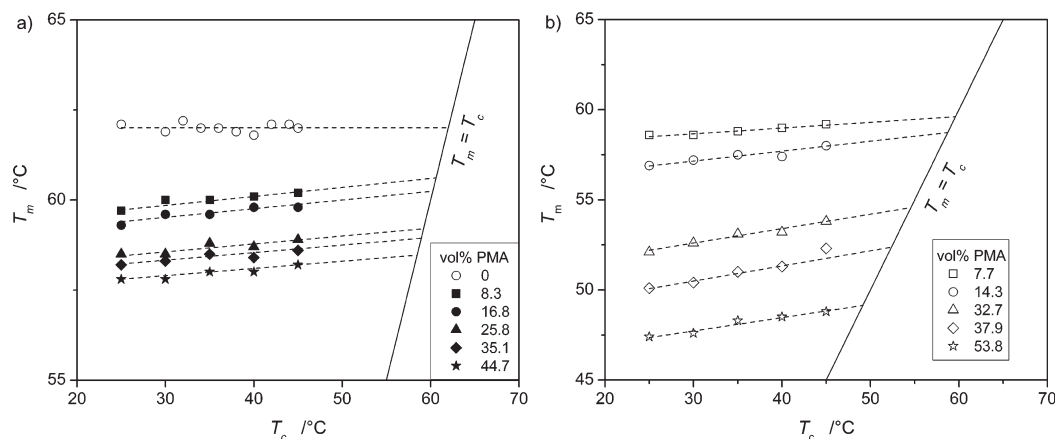 a)
65
60
55
T_m /°C
20 30 40 50 60 70
T_c /°C
T_m = T_c
vol% PMA
0
8.3
16.8
25.8
35.1
44.7
b)
65
60
55
50
45
T_m /°C
20 30 40 50 60 70
T_c /°C
T_m = T_c
vol% PMA
7.7
14.3
32.7
37.9
53.8